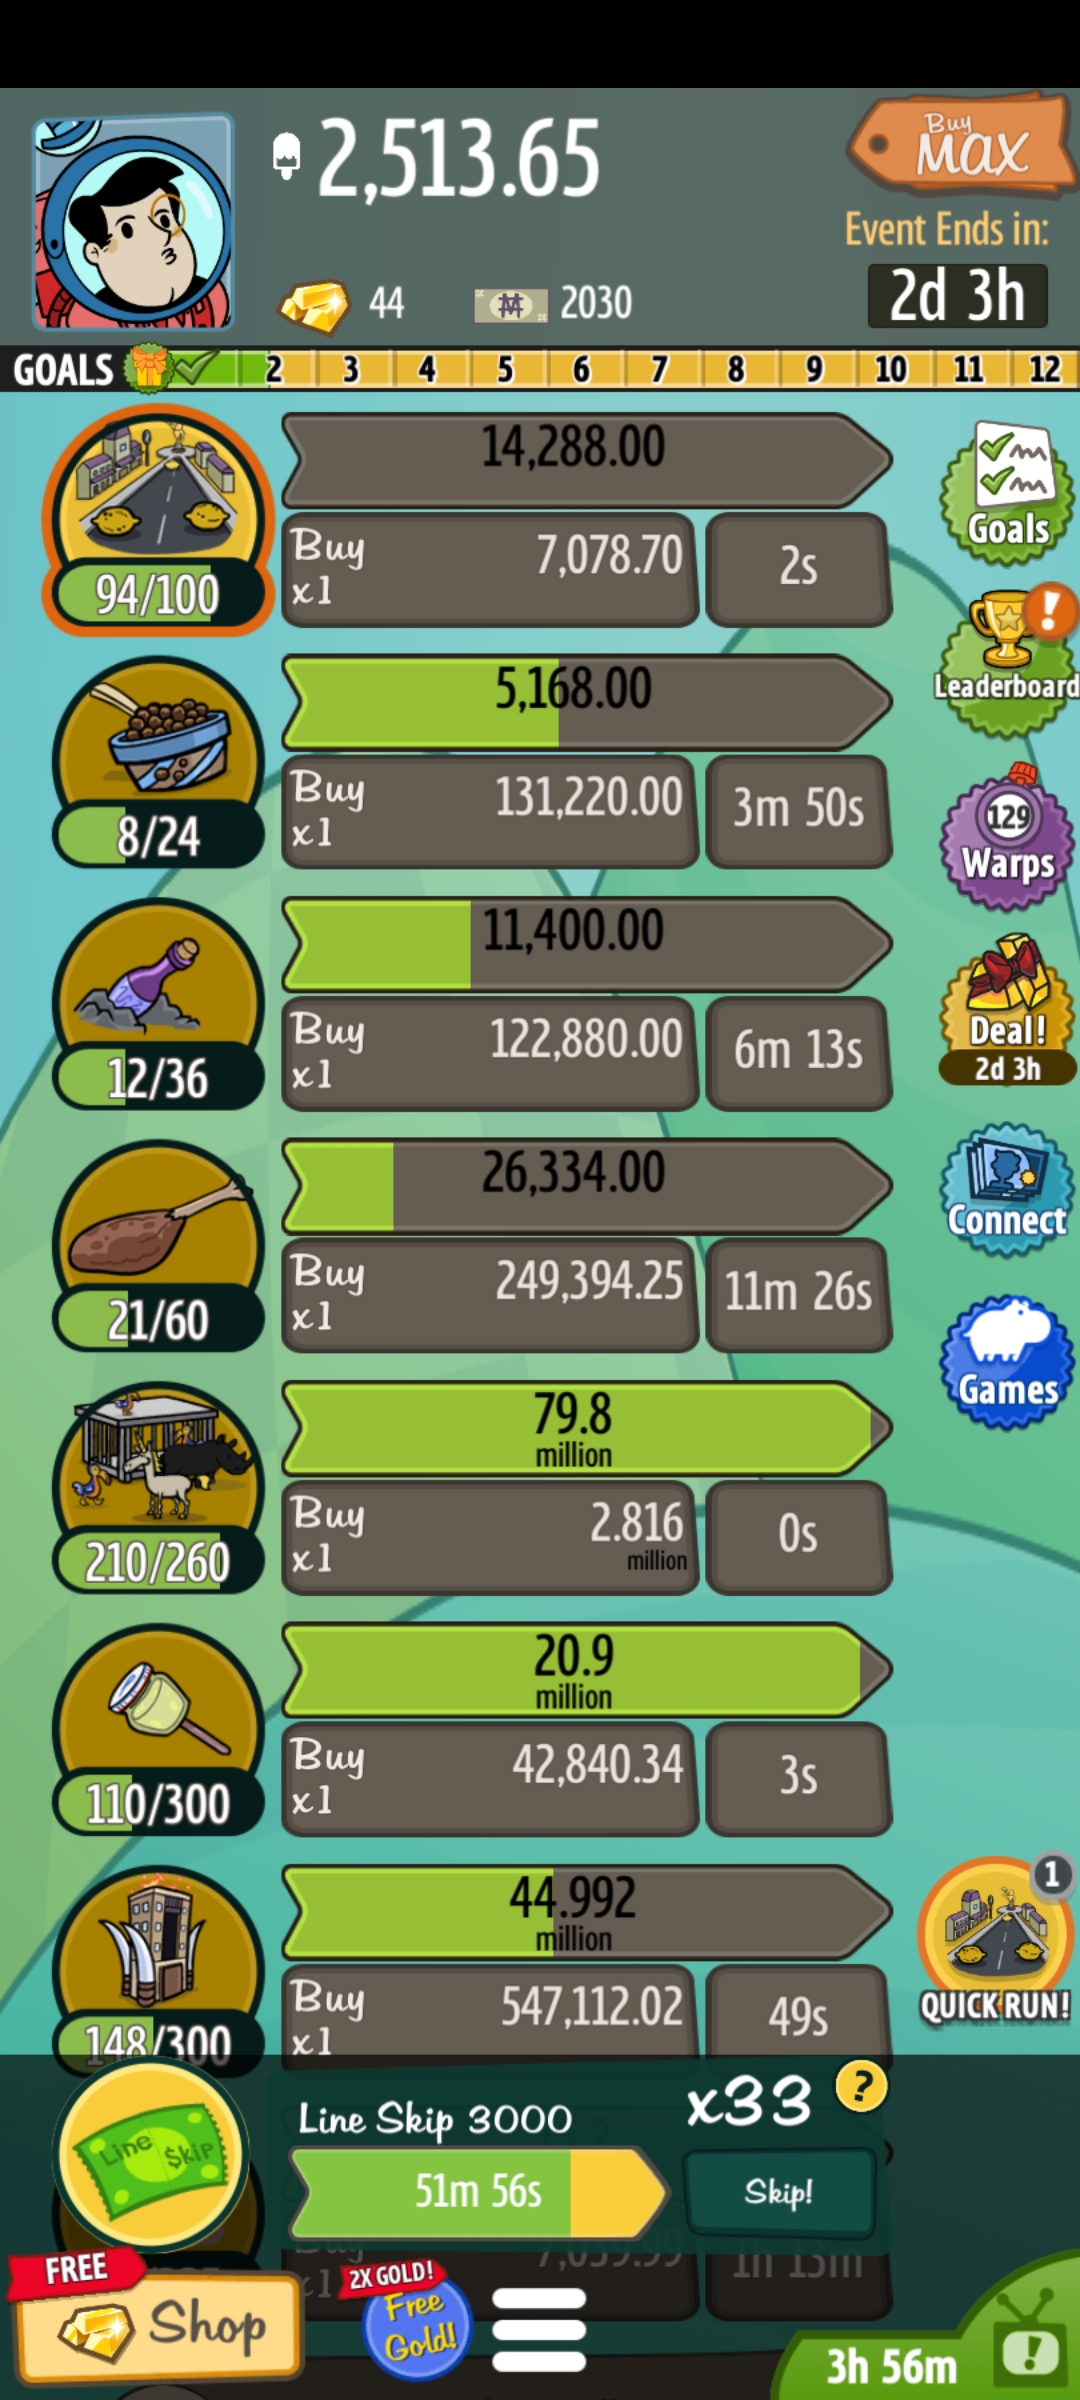 2,513.65
Buy
MAX
Event Ends in:
2d 3h
44
2030
GOALS 2 3 4 5 6 7 8 9 10 11 12
14,288.00
94/100
Buy
x1
7,078.70
2s
Goals
5,168.00
8/24
Buy
x1
131,220.00
3m 50s
Leaderboard
11,400.00
12/36
Buy
x1
122,880.00
6m 13s
129
Warps
26,334.00
21/60
Buy
x1
249,394.25
11m 26s
Deal!
2d 3h
79.8
million
210/260
Buy
x1
2.816
million
0s
Connect
Games
20.9
million
110/300
Buy
x1
42,840.34
3s
44.992
million
148/300
Buy
x1
547,112.02
49s
1
QUICK RUN!
Line Skip
Line Skip 3000
x33
?
51m 56s
Skip!
Buy
x1
7,039.99
1h 13m
FREE
Shop
2X GOLD!
Free
Gold!
3h 56m